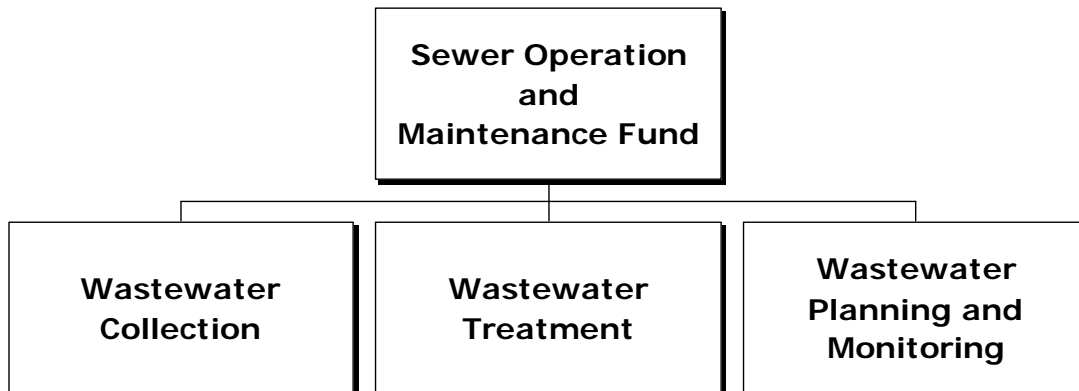 Sewer Operation
and
Maintenance Fund
Wastewater
Collection
Wastewater
Treatment
Wastewater
Planning and
Monitoring